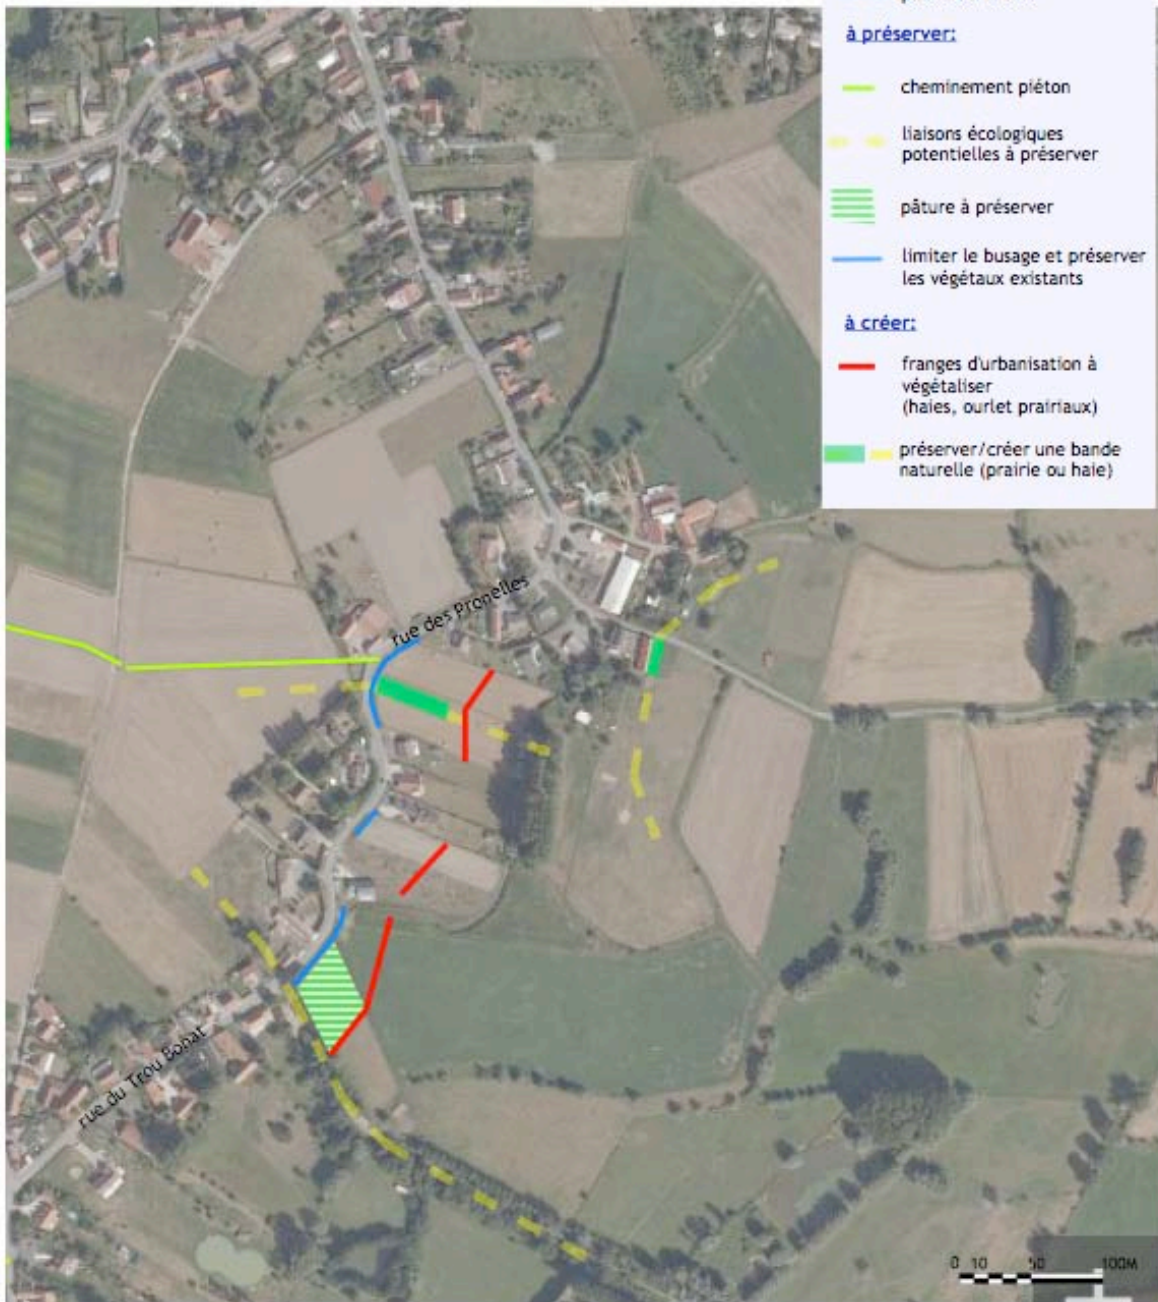 à préserver:
cheminement piéton
liaisons écologiques
potentielles à préserver
pâture à préserver
limiter le busage et préserver
les végétaux existants
à créer:
franges d'urbanisation à
végétaliser
(haies, ourlet prairiaux)
préserver/créer une bande
naturelle (prairie ou haie)
rue des Pronelles
rue du Trou Bohat
0 10 50 100M